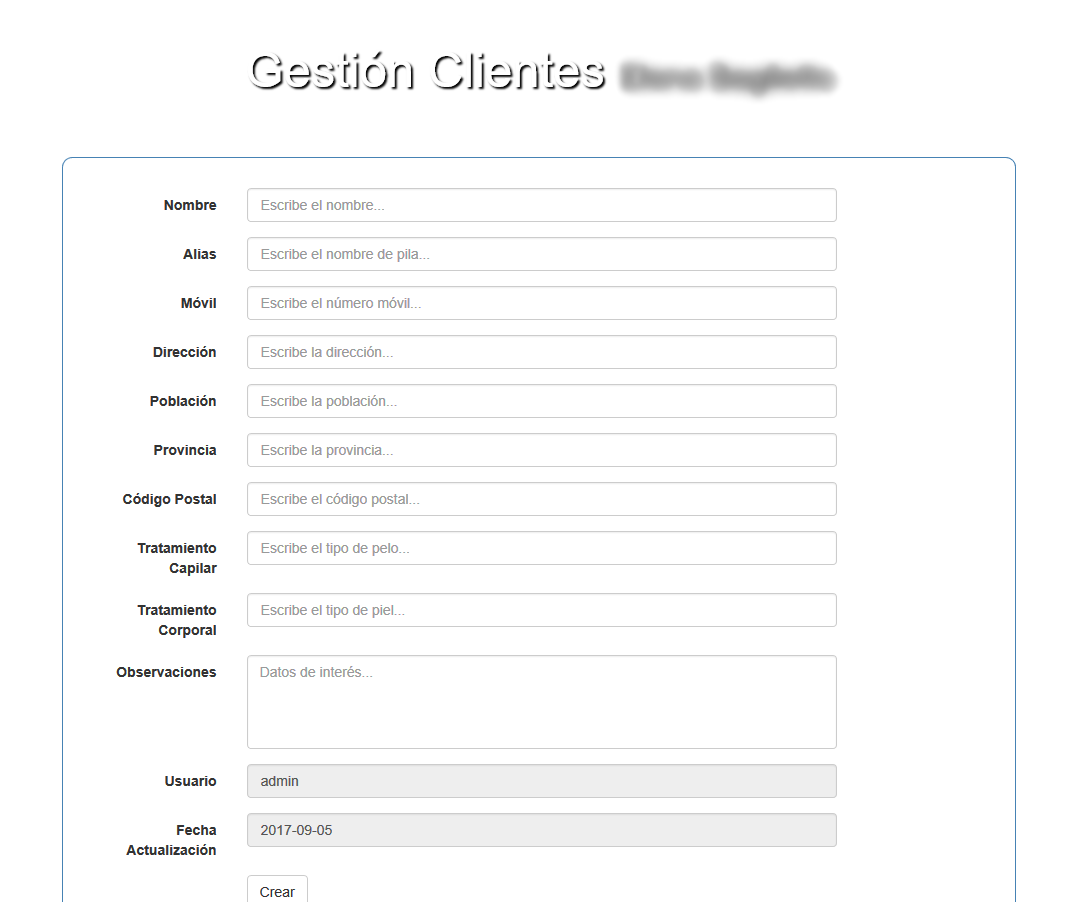 Gestión Clientes
Nombre Escribe el nombre...
Alias Escribe el nombre de pila...
Móvil Escribe el número móvil...
Dirección Escribe la dirección...
Población Escribe la población...
Provincia Escribe la provincia...
Código Postal Escribe el código postal...
Tratamiento Escribe el tipo de pelo...
Capilar
Tratamiento Escribe el tipo de piel...
Corporal
Observaciones Datos de interés...
Usuario admin
Fecha 2017-09-05
Actualización
Crear